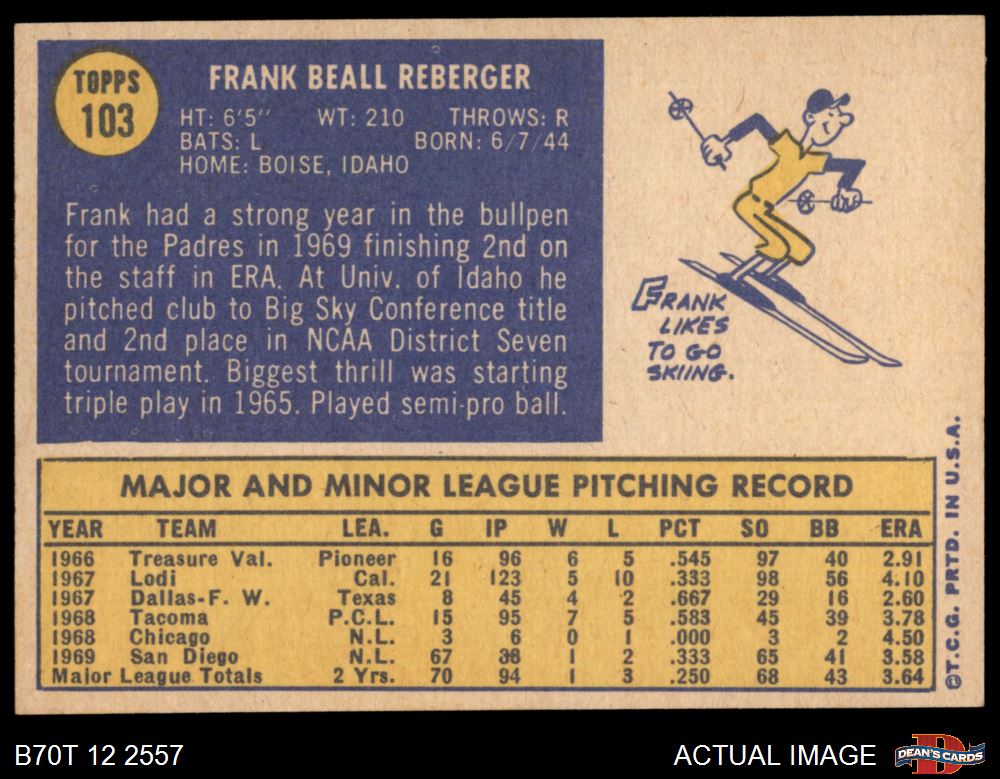 TOPPS
103
FRANK BEALL REBERGER
HT: 6'5" WT: 210 THROWS: R
BATS: L BORN: 6/7/44
HOME: BOISE, IDAHO
Frank had a strong year in the bullpen
for the Padres in 1969 finishing 2nd on
the staff in ERA. At Univ. of Idaho he
pitched club to Big Sky Conference title
and 2nd place in NCAA District Seven
tournament. Biggest thrill was starting
triple play in 1965. Played semi-pro ball.
FRANK
LIKES
TO GO
SKIING.
MAJOR AND MINOR LEAGUE PITCHING RECORD
YEAR TEAM LEA. G IP W L PCT SO BB ERA
1966 Treasure Val. Pioneer 16 96 6 5 .545 97 40 2.91
1967 Lodi Cal. 21 123 5 10 .333 98 56 4.10
1967 Dallas-F. W. Texas 8 45 4 2 .667 29 16 2.60
1968 Tacoma P.C.L. 15 95 7 5 .583 45 39 3.78
1968 Chicago N.L. 3 6 0 1 .000 3 2 4.50
1969 San Diego N.L. 67 1 2 .333 65 41 3.58
Major League Totals 2 Yrs. 70 94 1 3 .250 68 43 3.64
©T.C.G. PRTD. IN U.S.A.
B70T 12 2557
ACTUAL IMAGE
DEAN'S CARDS